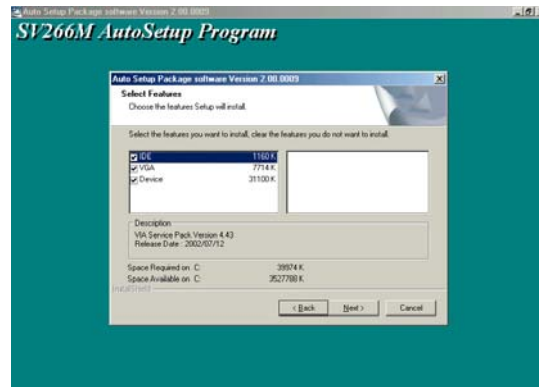 Auto Setup Package software Version 2.00.0009
SV266M AutoSetup Program
Auto Setup Package software Version 2.00.0009
Select Features
Choose the features Setup will install.
Select the features you want to install, clear the features you do not want to install.
IDE 1160 K
VGA 7714 K
Device 31100 K
Description
VIA Service Pack Version 4.43
Release Date : 2002/07/12
Space Required on C: 39974 K
Space Available on C: 3527788 K
InstallShield
< Back Next > Cancel